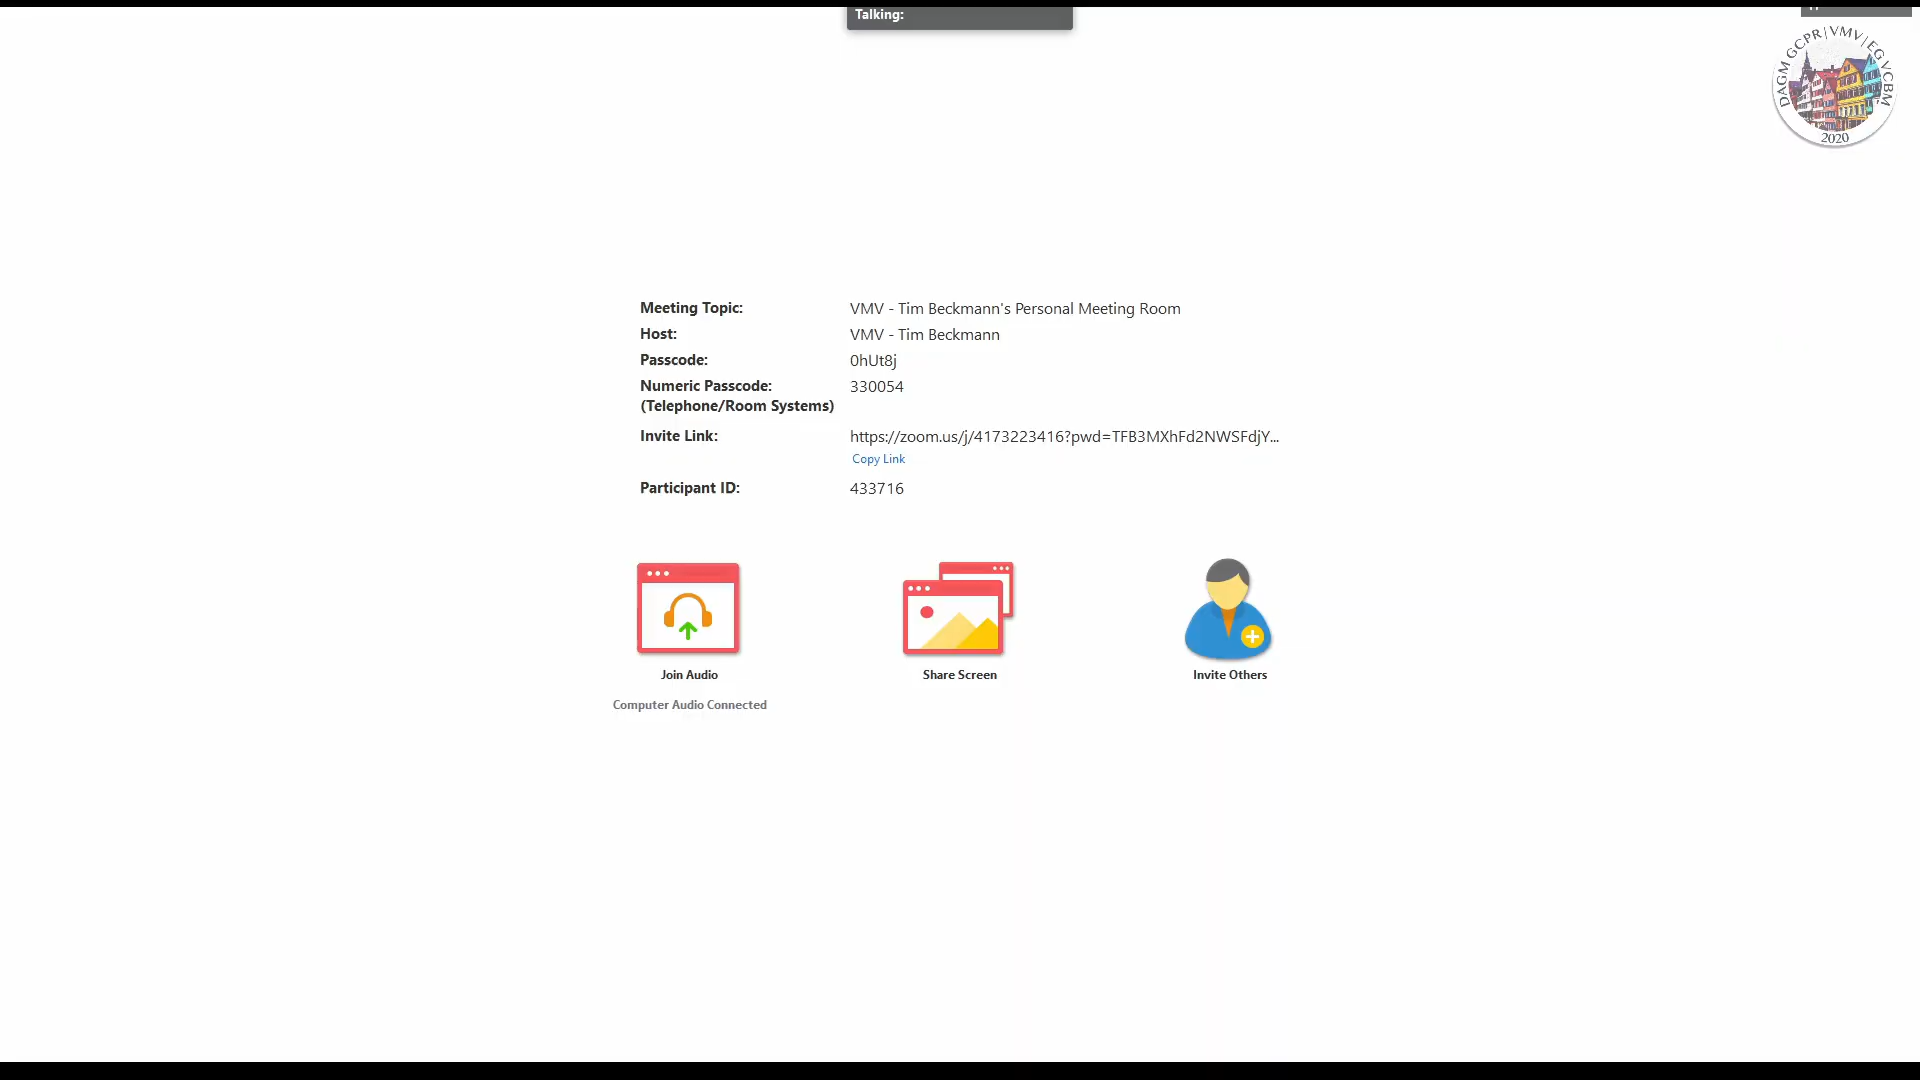 Talking:
DAGM GCPR|VMV|EG VCBM
2020
Meeting Topic: VMV - Tim Beckmann's Personal Meeting Room
Host: VMV - Tim Beckmann
Passcode: 0hUt8j
Numeric Passcode: 330054
(Telephone/Room Systems)
Invite Link: https://zoom.us/j/4173223416?pwd=TFB3MXhFd2NWSFdjY...
Copy Link
Participant ID: 433716
Join Audio Share Screen Invite Others
Computer Audio Connected